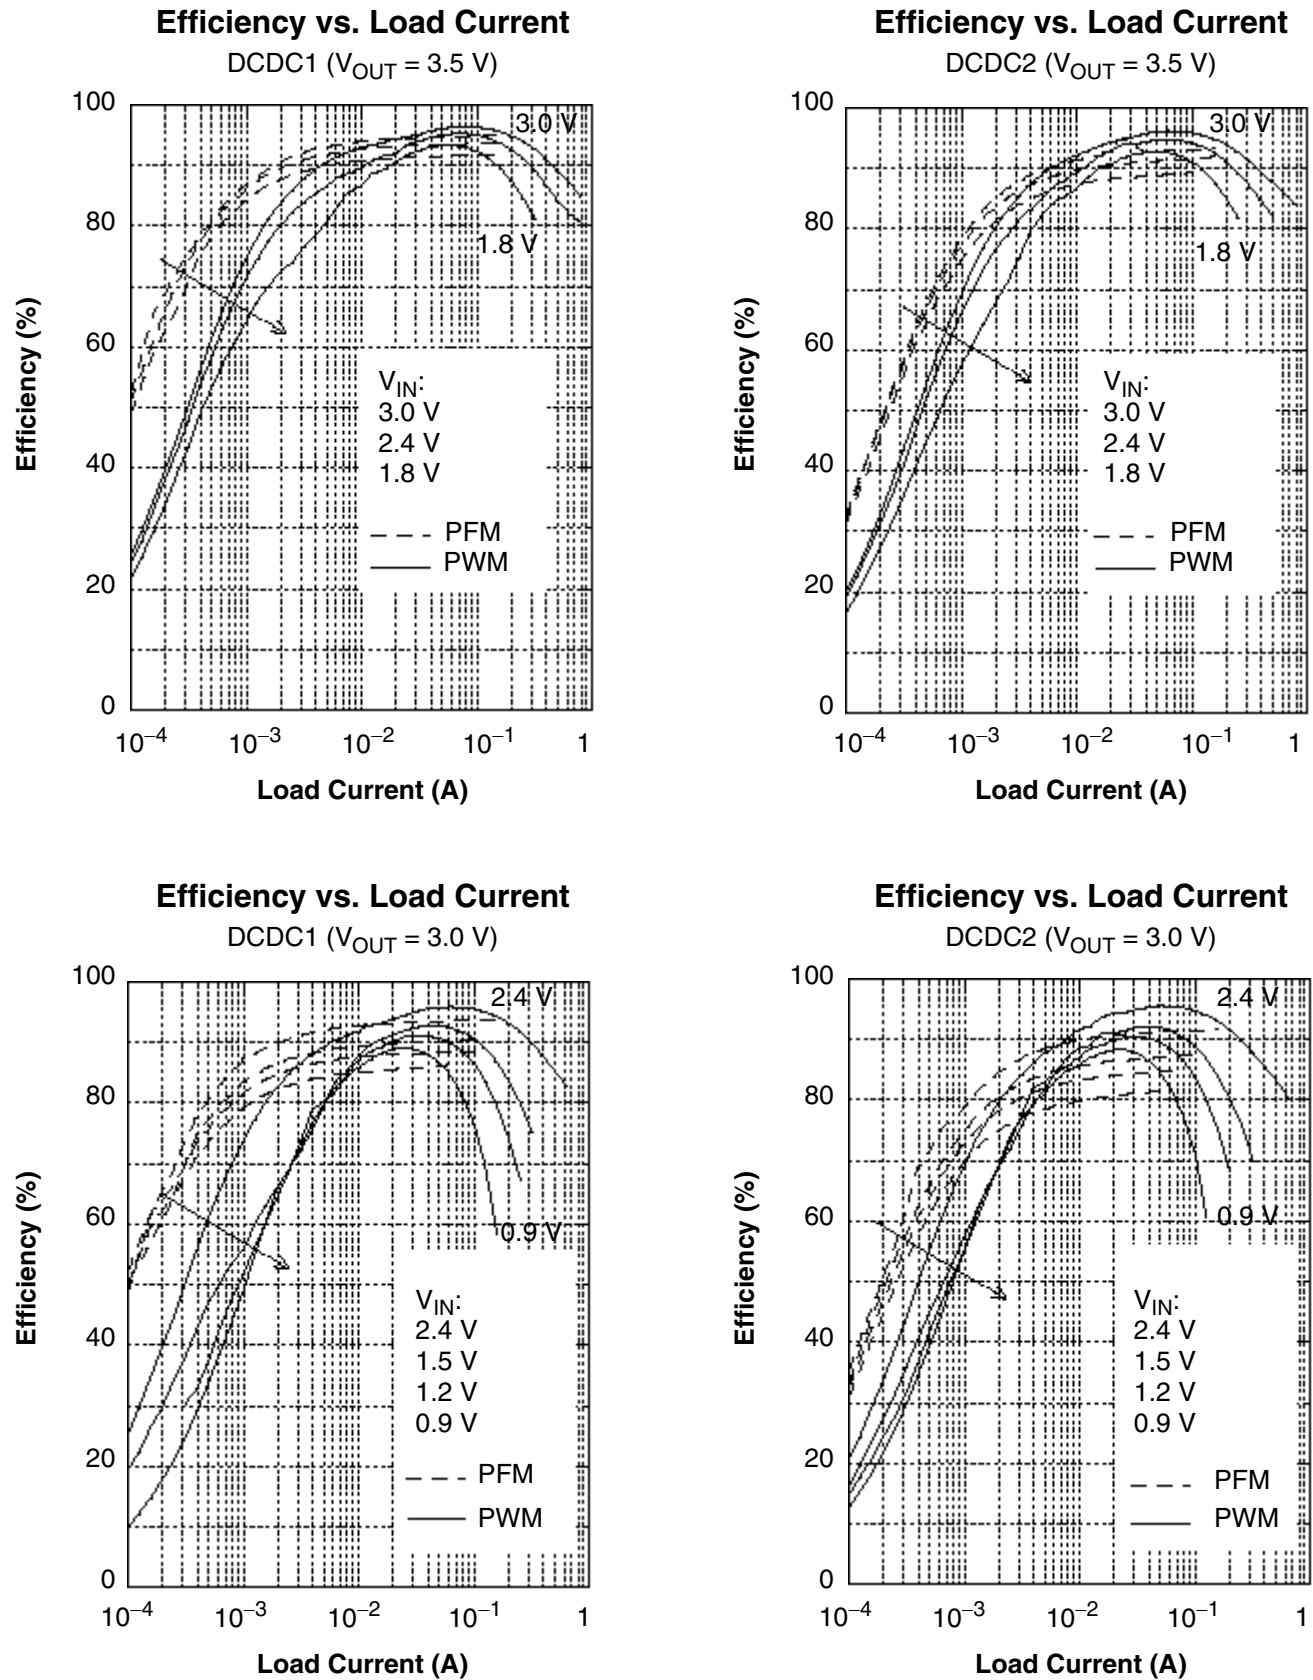 Efficiency vs. Load Current
DCDC1 (VOUT = 3.5 V)
100
80
60
40
20
0
Efficiency (%)
3.0 V
1.8 V
VIN:
3.0 V
2.4 V
1.8 V
PFM
PWM
10–4 10–3 10–2 10–1 1
Load Current (A)
Efficiency vs. Load Current
DCDC2 (VOUT = 3.5 V)
100
80
60
40
20
0
Efficiency (%)
3.0 V
1.8 V
VIN:
3.0 V
2.4 V
1.8 V
PFM
PWM
10–4 10–3 10–2 10–1 1
Load Current (A)
Efficiency vs. Load Current
DCDC1 (VOUT = 3.0 V)
100
80
60
40
20
0
Efficiency (%)
2.4 V
0.9 V
VIN:
2.4 V
1.5 V
1.2 V
0.9 V
PFM
PWM
10–4 10–3 10–2 10–1 1
Load Current (A)
Efficiency vs. Load Current
DCDC2 (VOUT = 3.0 V)
100
80
60
40
20
0
Efficiency (%)
2.4 V
0.9 V
VIN:
2.4 V
1.5 V
1.2 V
0.9 V
PFM
PWM
10–4 10–3 10–2 10–1 1
Load Current (A)